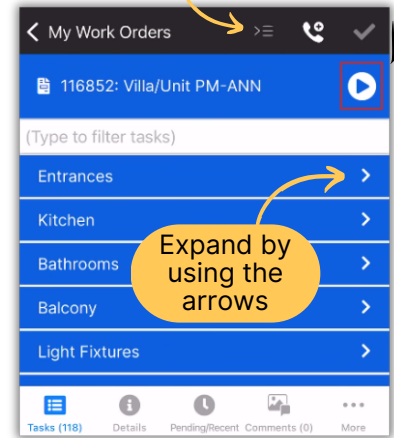 My Work Orders
116852: Villa/Unit PM-ANN
(Type to filter tasks)
Entrances
Kitchen
Bathrooms
Balcony
Light Fixtures
Expand by
using the
arrows
Tasks (118)
Details
Pending/Recent
Comments (0)
More